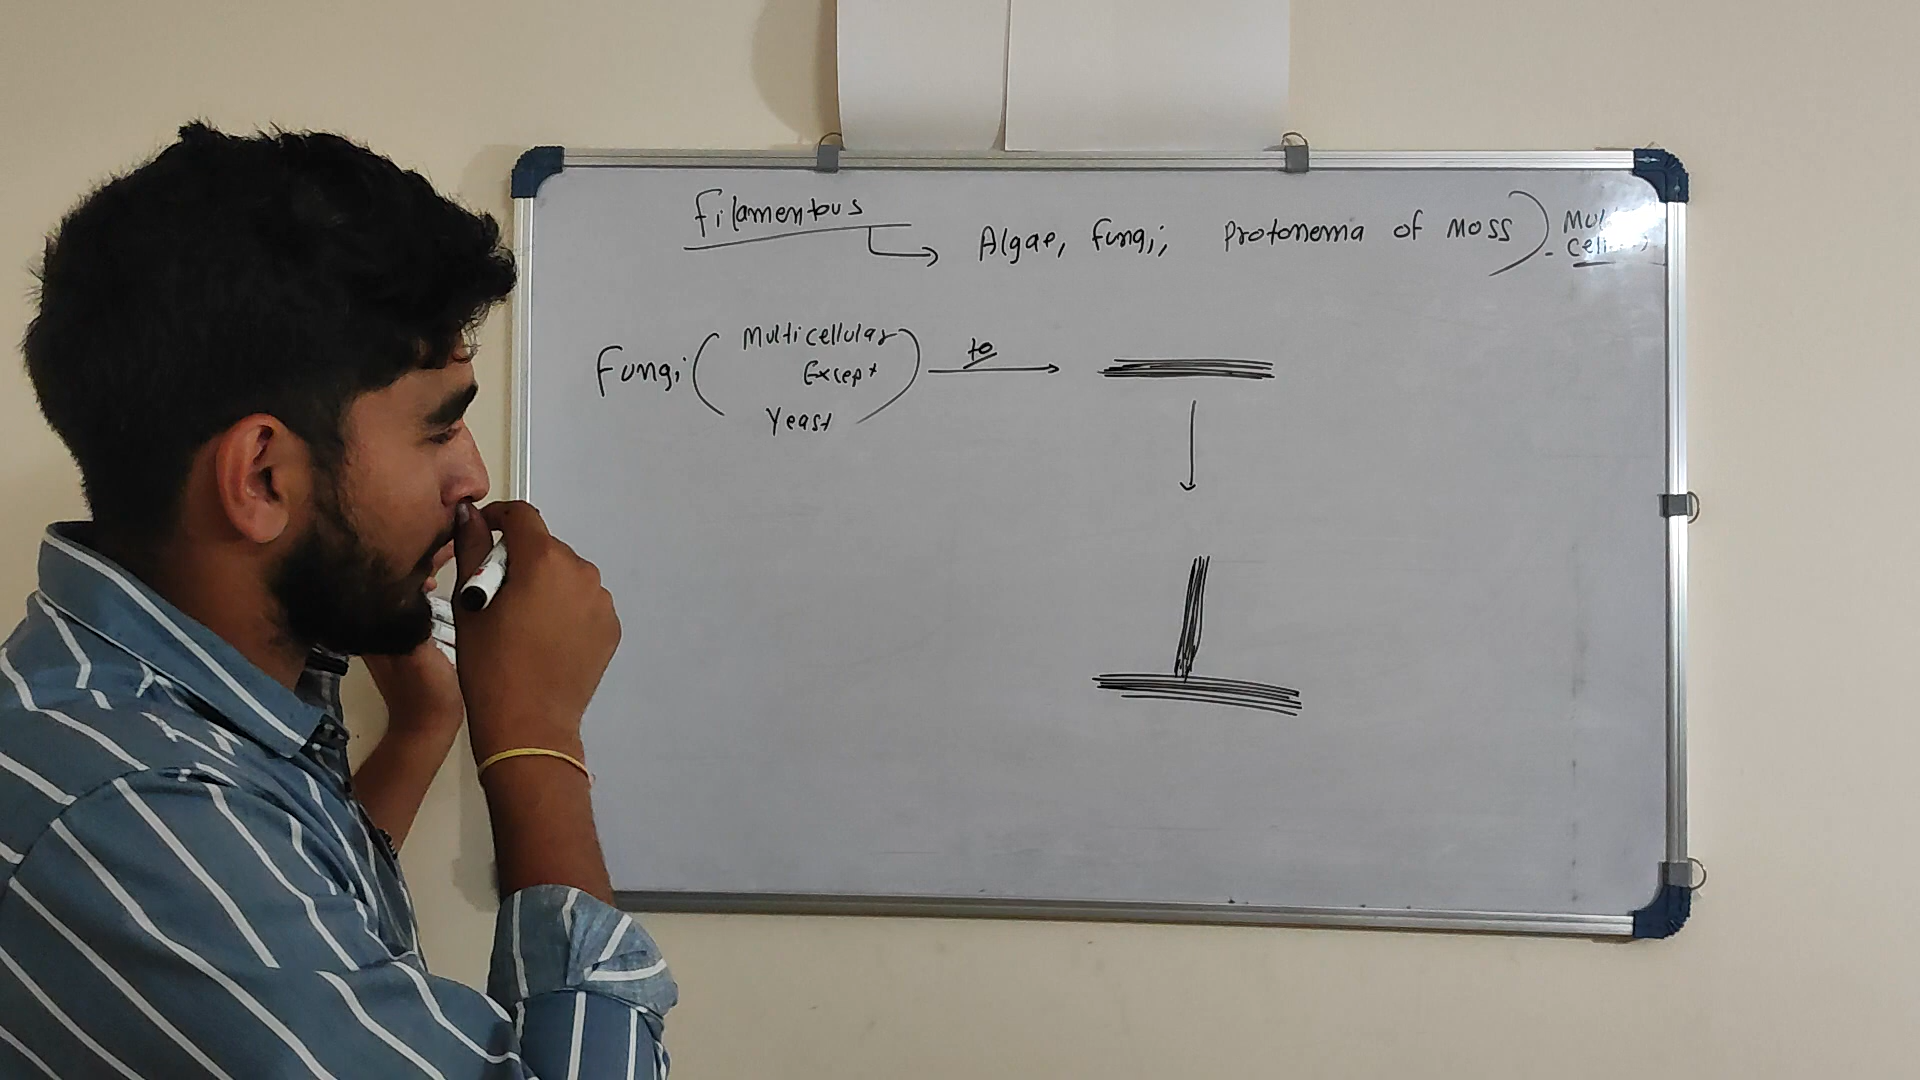 Filamentous
Algae, Fungi, Protonema of Moss)
Fungi ( Multicellular
Except
Yeast )
to